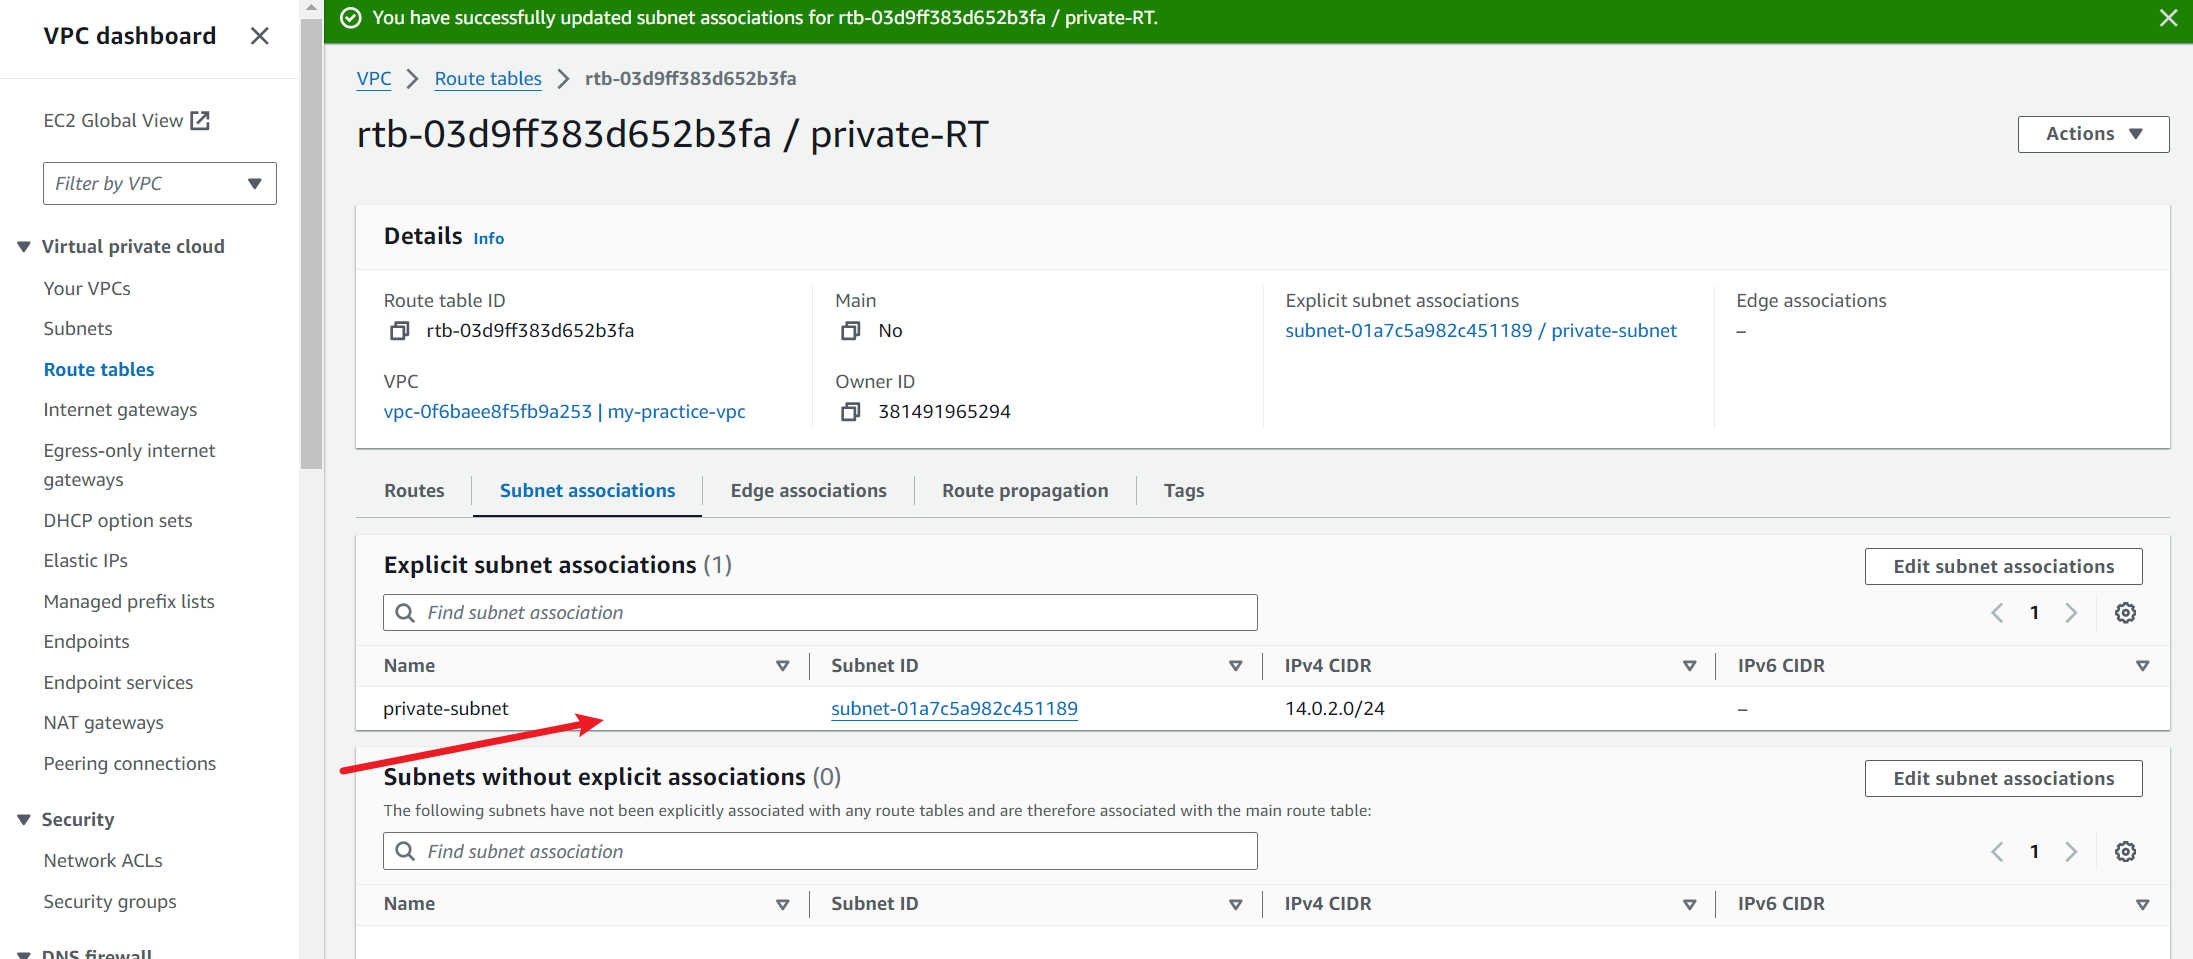 You have successfully updated subnet associations for rtb-03d9ff383d652b3fa / private-RT.
VPC dashboard
EC2 Global View
Filter by VPC
Virtual private cloud
Your VPCs
Subnets
Route tables
Internet gateways
Egress-only internet
gateways
DHCP option sets
Elastic IPs
Managed prefix lists
Endpoints
Endpoint services
NAT gateways
Peering connections
Security
Network ACLs
Security groups
DNS firewall
VPC > Route tables > rtb-03d9ff383d652b3fa
rtb-03d9ff383d652b3fa / private-RT
Actions
Details Info
Route table ID
rtb-03d9ff383d652b3fa
Main
No
Explicit subnet associations
subnet-01a7c5a982c451189 / private-subnet
Edge associations
–
VPC
vpc-0f6baee8f5fb9a253 | my-practice-vpc
Owner ID
381491965294
Routes Subnet associations Edge associations Route propagation Tags
Explicit subnet associations (1)
Edit subnet associations
Find subnet association
1
Name Subnet ID IPv4 CIDR IPv6 CIDR
private-subnet subnet-01a7c5a982c451189 14.0.2.0/24 –
Subnets without explicit associations (0)
Edit subnet associations
The following subnets have not been explicitly associated with any route tables and are therefore associated with the main route table:
Find subnet association
1
Name Subnet ID IPv4 CIDR IPv6 CIDR